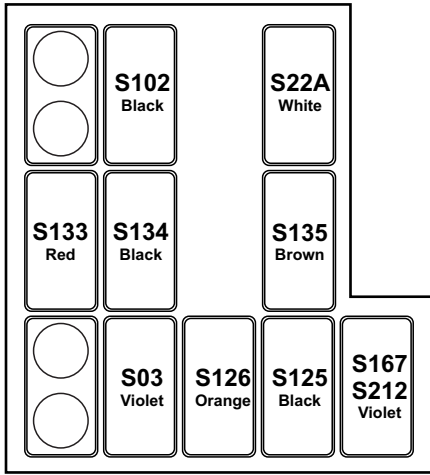 S102
Black
S22A
White
S133
Red
S134
Black
S135
Brown
S03
Violet
S126
Orange
S125
Black
S167
S212
Violet